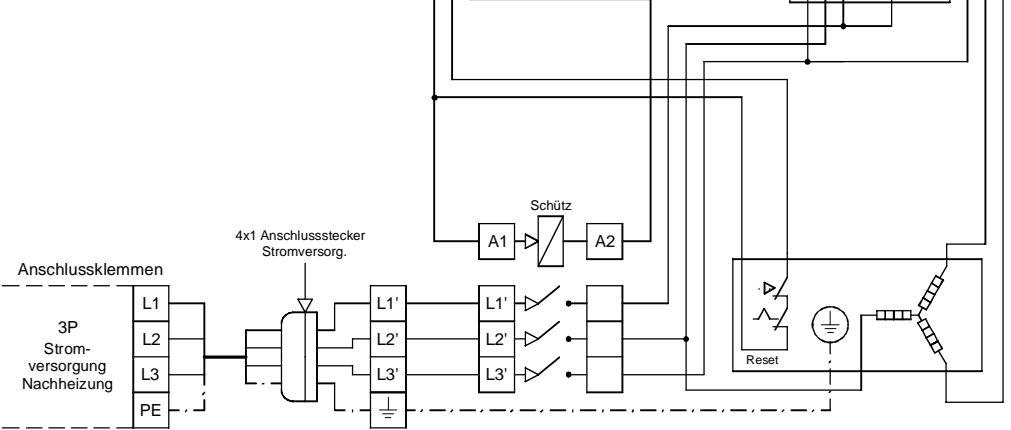 Schütz
A1
A2
4x1 Anschlussstecker
Stromversorg.
Anschlussklemmen
3P
Strom-
versorgung
Nachheizung
L1
L2
L3
PE
L1'
L2'
L3'
L1'
L2'
L3'
Reset